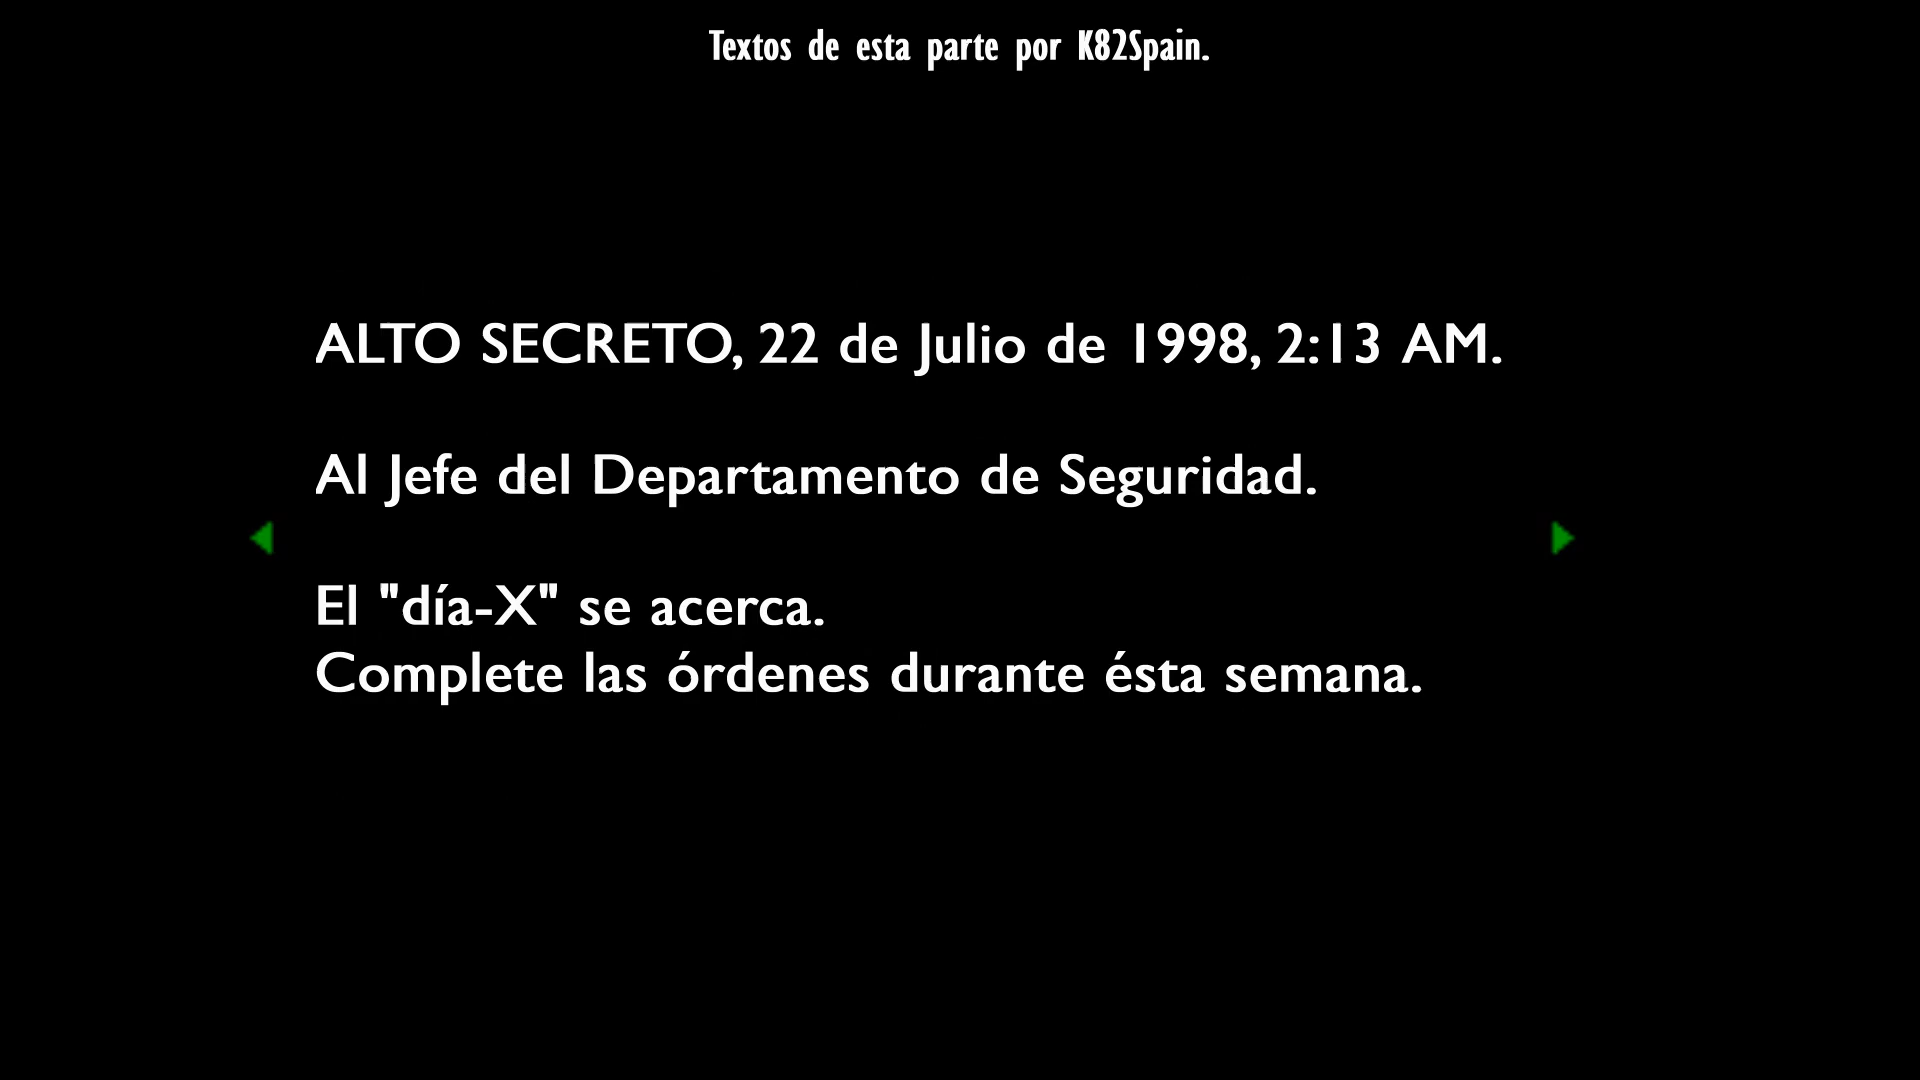 Textos de esta parte por K82Spain.
ALTO SECRETO, 22 de Julio de 1998, 2:13 AM.
Al Jefe del Departamento de Seguridad.
El "día-X" se acerca.
Complete las órdenes durante ésta semana.